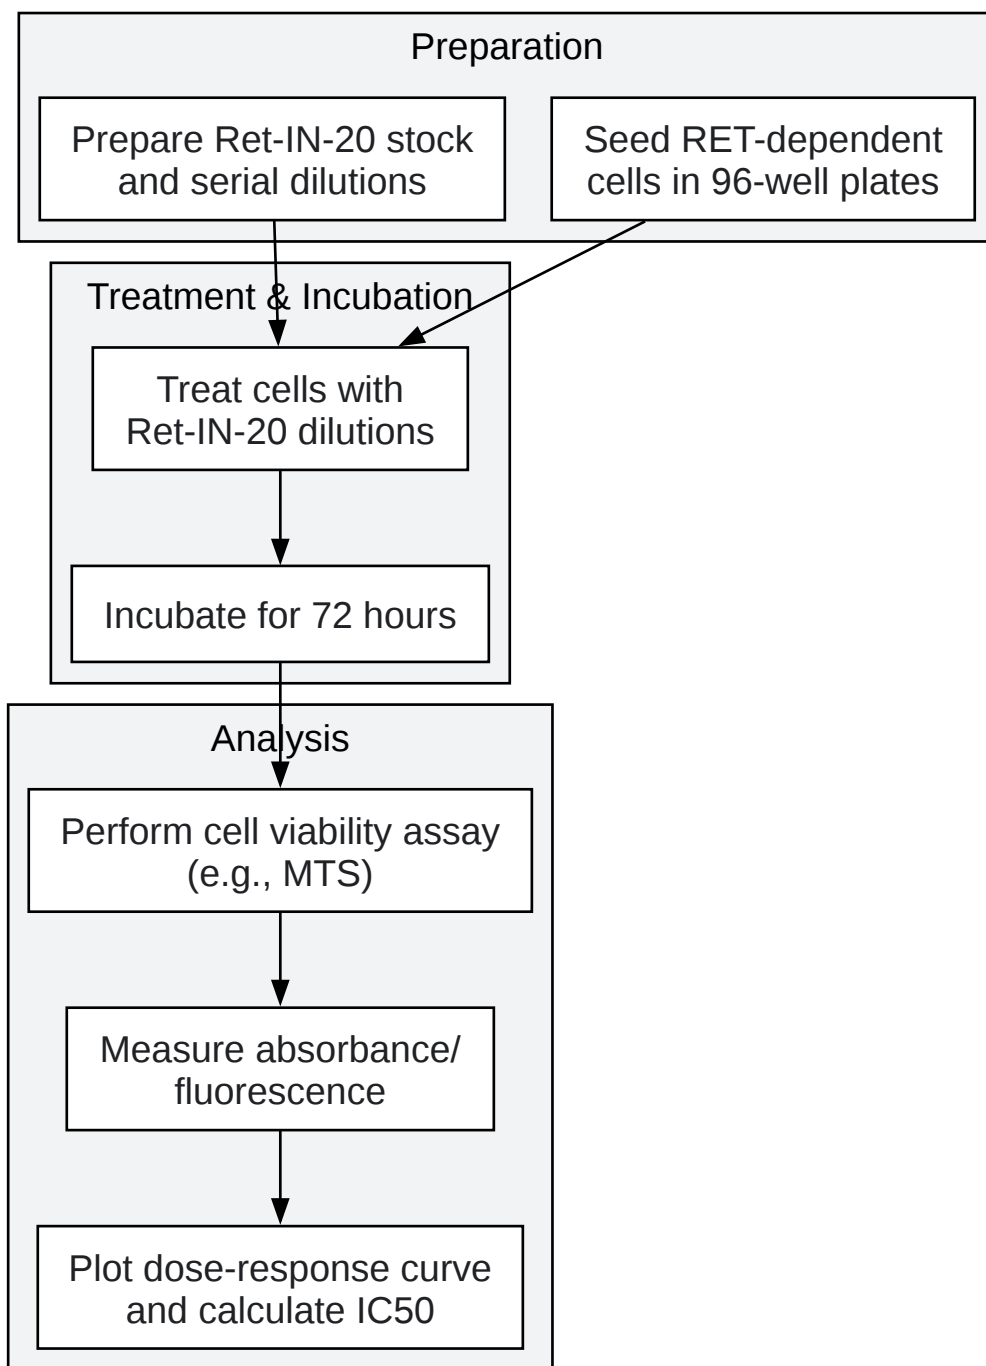 Preparation
Prepare Ret-IN-20 stock
and serial dilutions
Seed RET-dependent
cells in 96-well plates
Treatment & Incubation
Treat cells with
Ret-IN-20 dilutions
Incubate for 72 hours
Analysis
Perform cell viability assay
(e.g., MTS)
Measure absorbance/
fluorescence
Plot dose-response curve
and calculate IC50